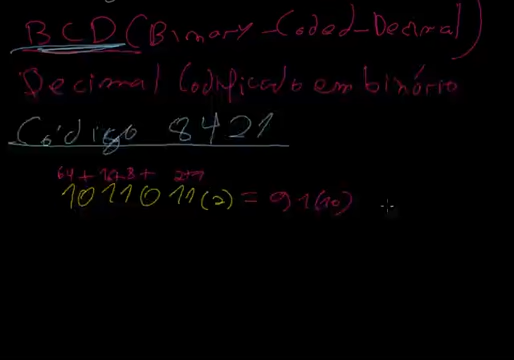 BCD (Binary-Coded-Decimal)
Decimal Codificado em binário
Código 8421
64 + 16+8 + 2+1
1011011(2) = 91(10)